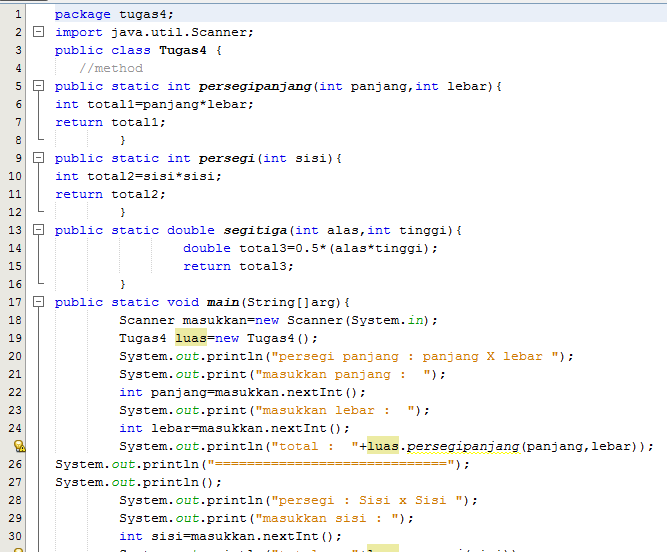 1 package tugas4;
2 import java.util.Scanner;
3 public class Tugas4 {
4 //method
5 public static int persegipanjang(int panjang,int lebar){
6 int total1=panjang*lebar;
7 return total1;
8 }
9 public static int persegi(int sisi){
10 int total2=sisi*sisi;
11 return total2;
12 }
13 public static double segitiga(int alas,int tinggi){
14 double total3=0.5*(alas*tinggi);
15 return total3;
16 }
17 public static void main(String[]arg){
18 Scanner masukkan=new Scanner(System.in);
19 Tugas4 luas=new Tugas4();
20 System.out.println("persegi panjang : panjang X lebar ");
21 System.out.print("masukkan panjang :  ");
22 int panjang=masukkan.nextInt();
23 System.out.print("masukkan lebar :  ");
24 int lebar=masukkan.nextInt();
System.out.println("total :  "+luas.persegipanjang(panjang,lebar));
26 System.out.println("=============================");
27 System.out.println();
28 System.out.println("persegi : Sisi x Sisi ");
29 System.out.print("masukkan sisi : ");
30 int sisi=masukkan.nextInt();